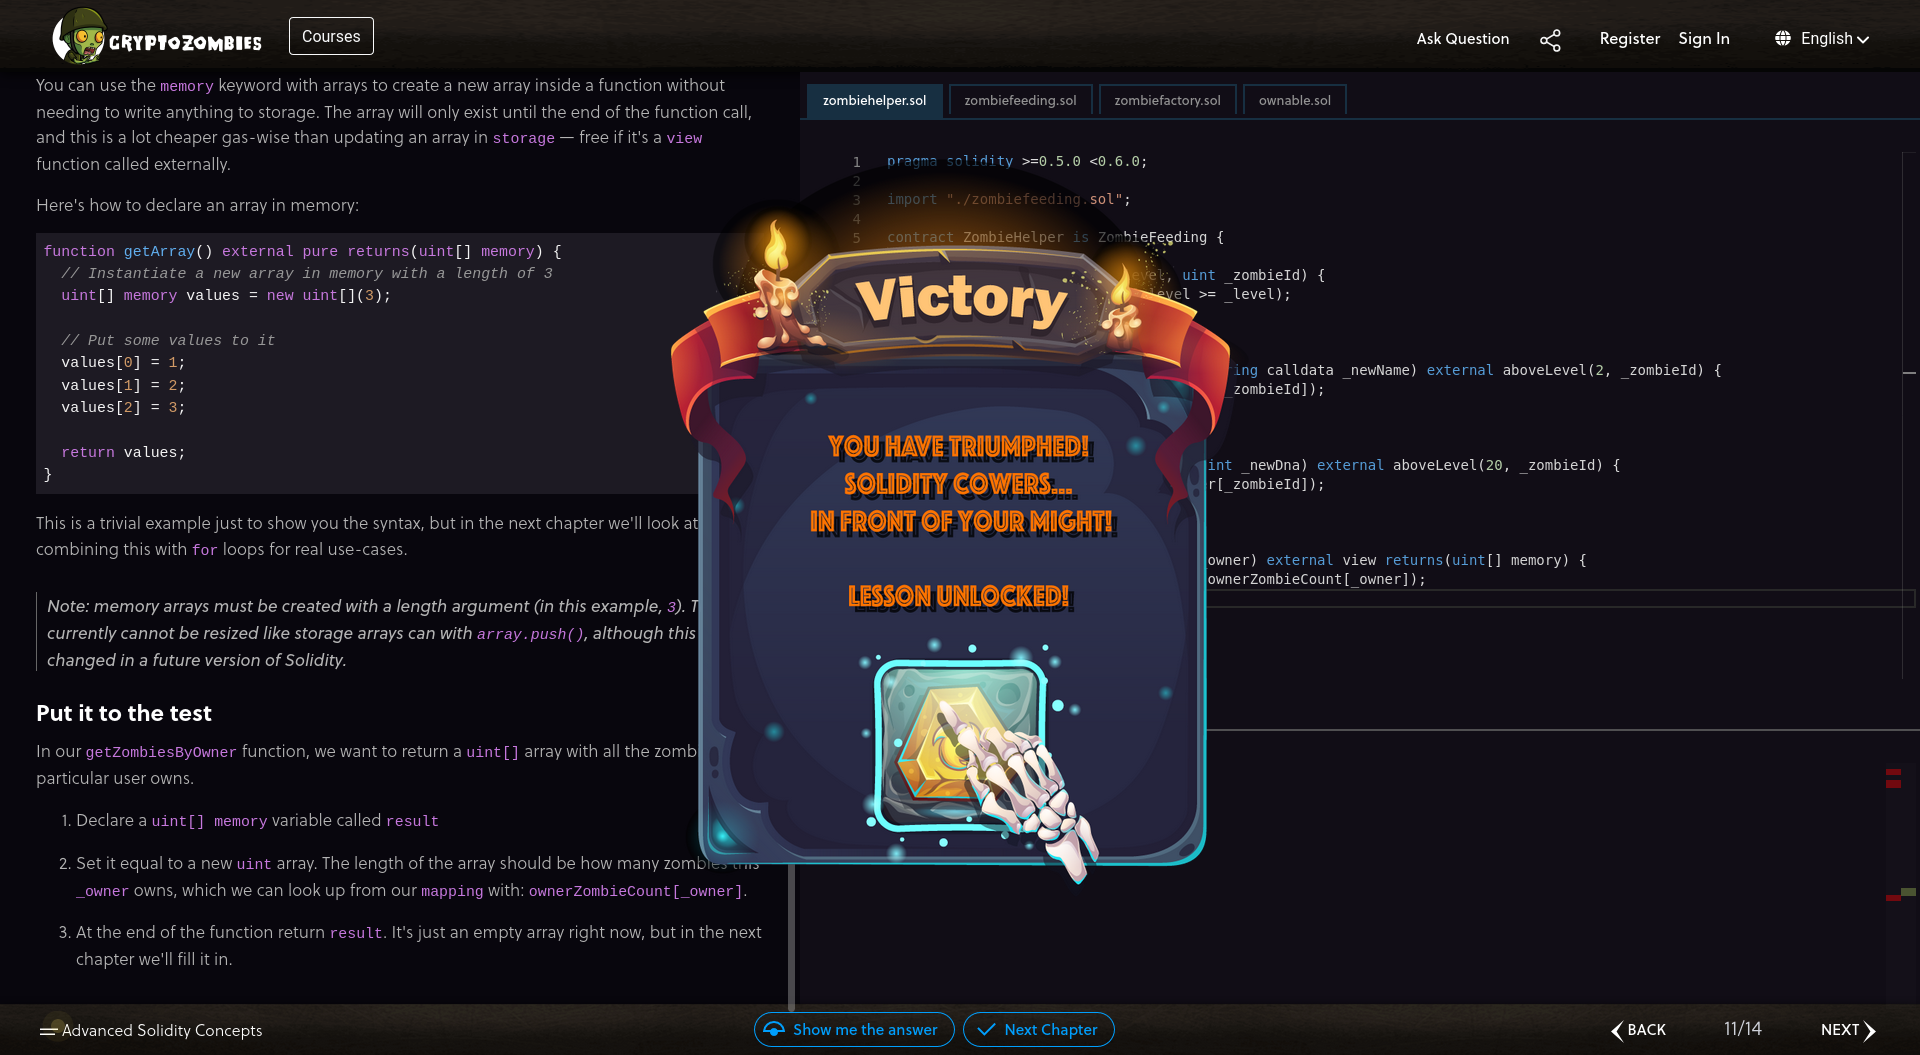 CRYPTOZOMBIES
Courses
Ask Question
Register
Sign In
English
You can use the memory keyword with arrays to create a new array inside a function without
needing to write anything to storage. The array will only exist until the end of the function call,
and this is a lot cheaper gas-wise than updating an array in storage — free if it's a view
function called externally.
Here's how to declare an array in memory:
function getArray() external pure returns(uint[] memory) {
// Instantiate a new array in memory with a length of 3
uint[] memory values = new uint[](3);
// Put some values to it
values[0] = 1;
values[1] = 2;
values[2] = 3;
return values;
}
This is a trivial example just to show you the syntax, but in the next chapter we'll look at
combining this with for loops for real use-cases.
Note: memory arrays must be created with a length argument (in this example, 3). T
currently cannot be resized like storage arrays can with array.push(), although this
changed in a future version of Solidity.
Put it to the test
In our getZombiesByOwner function, we want to return a uint[] array with all the zomb
particular user owns.
1. Declare a uint[] memory variable called result
2. Set it equal to a new uint array. The length of the array should be how many zombies this
_owner owns, which we can look up from our mapping with: ownerZombieCount[_owner].
3. At the end of the function return result. It's just an empty array right now, but in the next
chapter we'll fill it in.
zombiehelper.sol
zombiefeeding.sol
zombiefactory.sol
ownable.sol
1 pragma solidity >=0.5.0 <0.6.0;
2
3 import "./zombiefeeding.sol";
4
5 contract ZombieHelper is ZombieFeeding {
evel, uint _zombieId) {
level >= _level);
ring calldata _newName) external aboveLevel(2, _zombieId) {
_zombieId]);
int _newDna) external aboveLevel(20, _zombieId) {
r[_zombieId]);
owner) external view returns(uint[] memory) {
ownerZombieCount[_owner]);
Victory
YOU HAVE TRIUMPHED!
SOLIDITY COWERS...
IN FRONT OF YOUR MIGHT!
LESSON UNLOCKED!
Advanced Solidity Concepts
Show me the answer
Next Chapter
BACK
11/14
NEXT